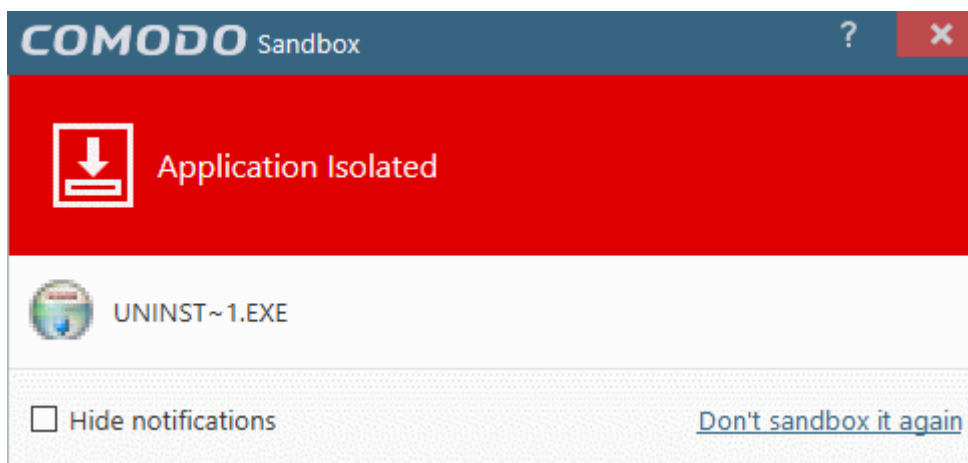 COMODO Sandbox ?
Application Isolated
UNINST~1.EXE
Hide notifications Don't sandbox it again